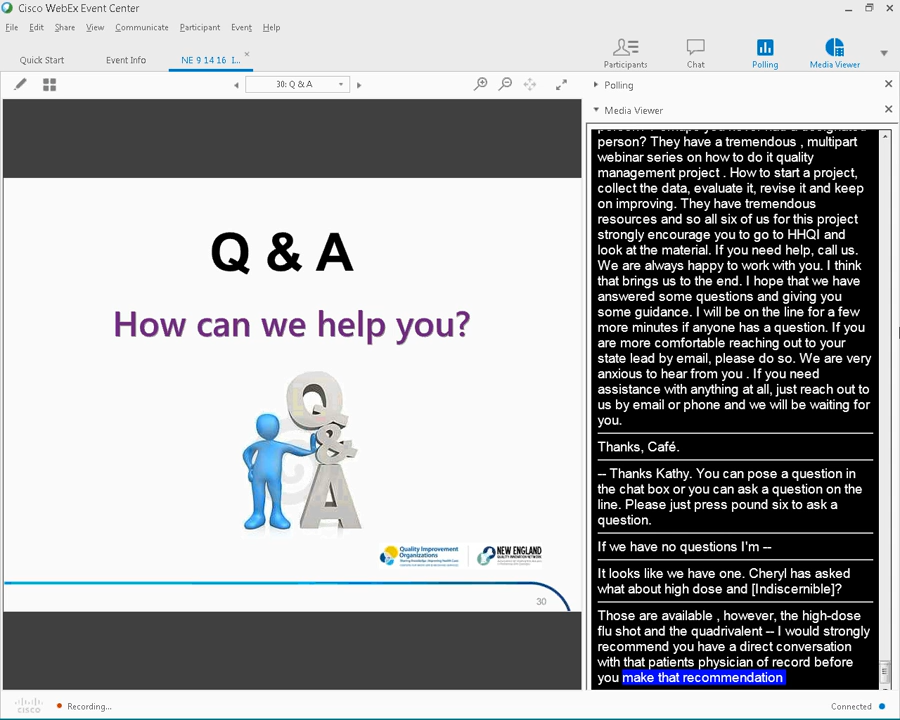 Cisco WebEx Event Center
File Edit Share View Communicate Participant Event Help
Quick Start Event Info NE 9 14 16 I...
Participants Chat Polling Media Viewer
30: Q & A
Polling
Media Viewer
Q & A
How can we help you?
Q
&
A
Quality Improvement
Organizations
NEW ENGLAND
30
person? They have a tremendous , multipart
webinar series on how to do it quality
management project . How to start a project,
collect the data, evaluate it, revise it and keep
on improving. They have tremendous
resources and so all six of us for this project
strongly encourage you to go to HHQI and
look at the material. If you need help, call us.
We are always happy to work with you. I think
that brings us to the end. I hope that we have
answered some questions and giving you
some guidance. I will be on the line for a few
more minutes if anyone has a question. If you
are more comfortable reaching out to your
state lead by email, please do so. We are very
anxious to hear from you . If you need
assistance with anything at all, just reach out to
us by email or phone and we will be waiting for
you.
Thanks, Café.
-- Thanks Kathy. You can pose a question in
the chat box or you can ask a question on the
line. Please just press pound six to ask a
question.
If we have no questions I'm --
It looks like we have one. Cheryl has asked
what about high dose and [Indiscernible]?
Those are available , however, the high-dose
flu shot and the quadrivalent -- I would strongly
recommend you have a direct conversation
with that patients physician of record before
you make that recommendation
CISCO
Recording...
Connected